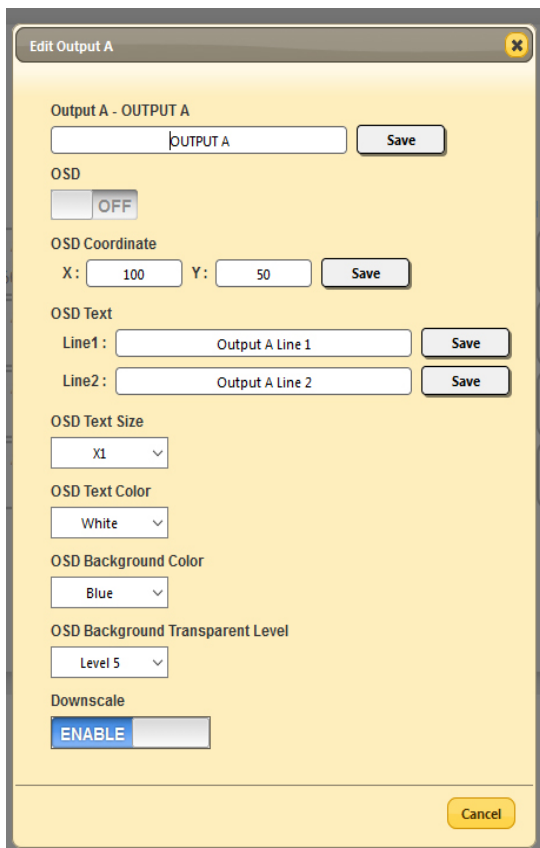 Edit Output A
Output A - OUTPUT A
OUTPUT A Save
OSD
OFF
OSD Coordinate
X : 100 Y : 50 Save
OSD Text
Line1 : Output A Line 1 Save
Line2 : Output A Line 2 Save
OSD Text Size
X1
OSD Text Color
White
OSD Background Color
Blue
OSD Background Transparent Level
Level 5
Downscale
ENABLE
Cancel